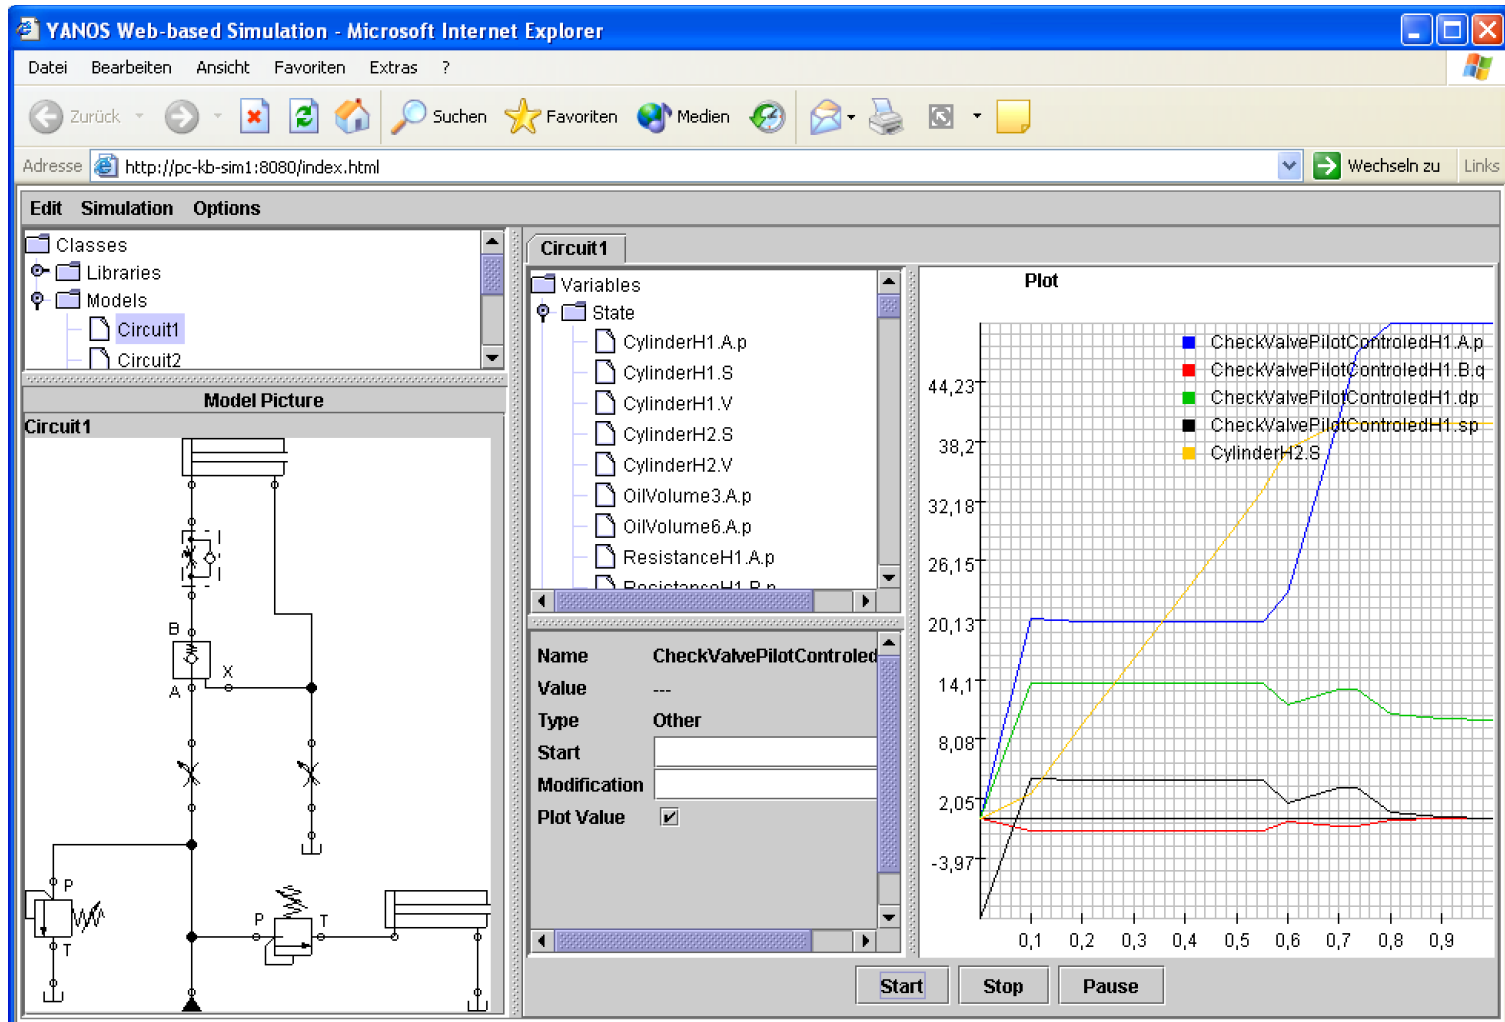 YANOS Web-based Simulation - Microsoft Internet Explorer
Datei Bearbeiten Ansicht Favoriten Extras ?
Zurück Suchen Favoriten Medien
Adresse http://pc-kb-sim1:8080/index.html Wechseln zu Links
Edit Simulation Options
Classes
Libraries
Models
Circuit1
Circuit2
Model Picture
Circuit1
B
X
A
P
T
P
T
Circuit1
Variables
State
CylinderH1.A.p
CylinderH1.S
CylinderH1.V
CylinderH2.S
CylinderH2.V
OilVolume3.A.p
OilVolume6.A.p
ResistanceH1.A.p
ResistanceH1.B.p
Name CheckValvePilotControled
Value ---
Type Other
Start
Modification
Plot Value
Plot
CheckValvePilotControledH1.A.p
CheckValvePilotControledH1.B.q
CheckValvePilotControledH1.dp
CheckValvePilotControledH1.sp
CylinderH2.S
44,23
38,2
32,18
26,15
20,13
14,1
8,08
2,05
-3,97
0,1 0,2 0,3 0,4 0,5 0,6 0,7 0,8 0,9
Start Stop Pause